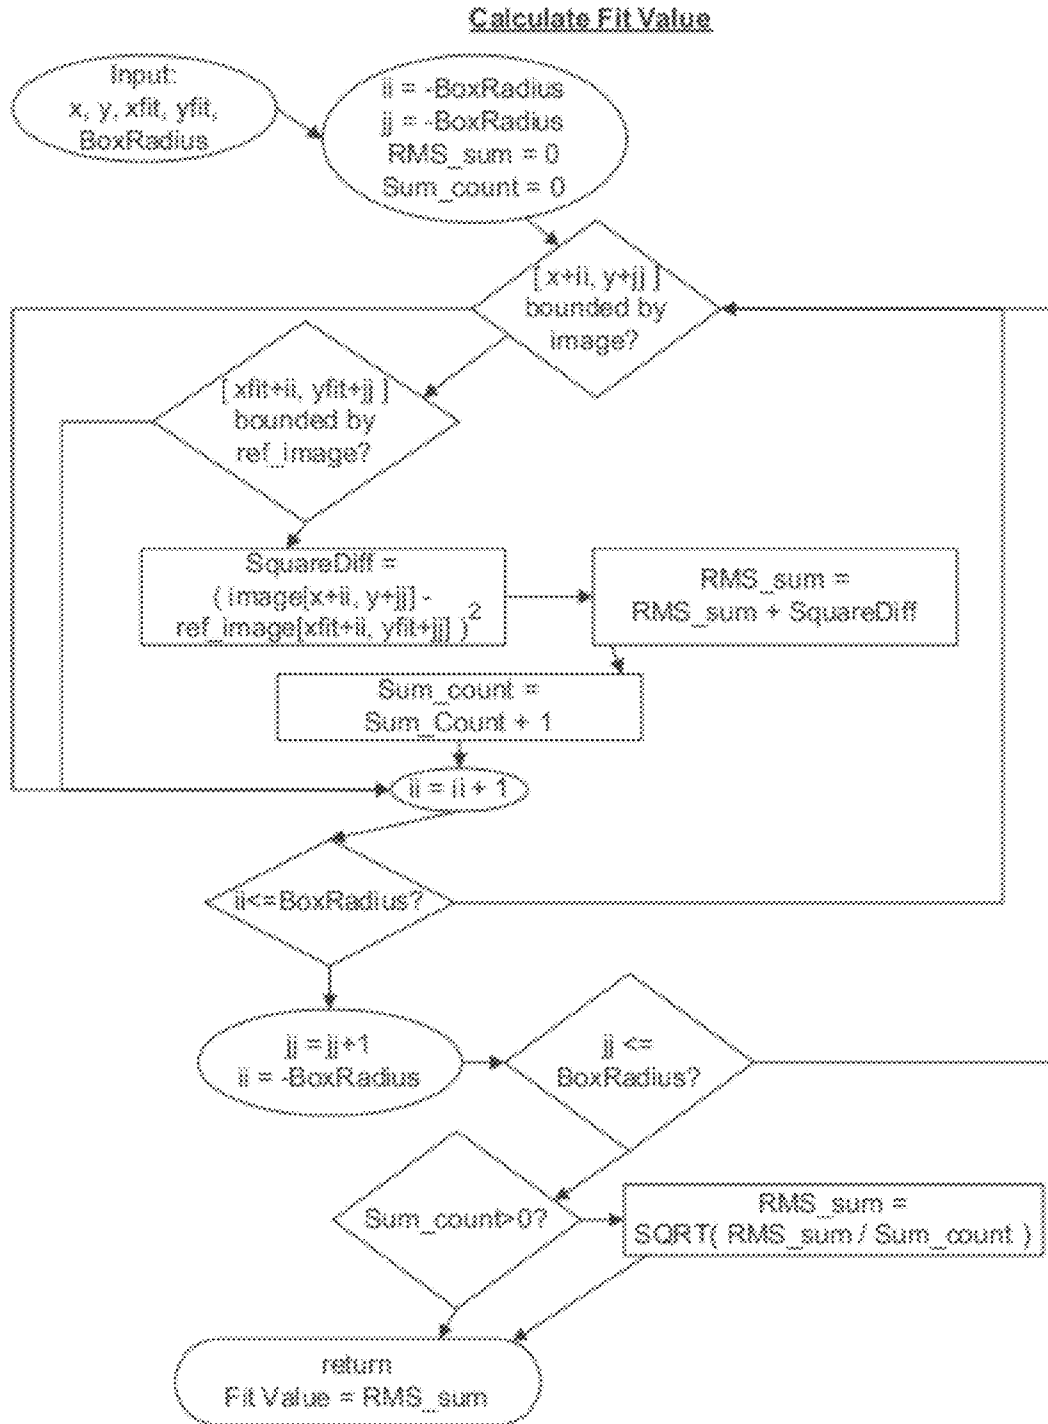 Calculate Fit Value
Input:
x, y, xfit, yfit,
BoxRadius
ii = -BoxRadius
jj = -BoxRadius
RMS_sum = 0
Sum_count = 0
[ x+ii, y+jj ]
bounded by
image?
[ xfit+ii, yfit+jj ]
bounded by
ref_image?
SquareDiff =
( image[x+ii, y+jj] -
ref_image[xfit+ii, yfit+jj] )2
RMS_sum =
RMS_sum + SquareDiff
Sum_count =
Sum_Count + 1
ii = ii + 1
ii<=BoxRadius?
jj = jj+1
ii = -BoxRadius
jj <=
BoxRadius?
Sum_count>0?
RMS_sum =
SQRT( RMS_sum / Sum_count )
return
Fit Value = RMS_sum